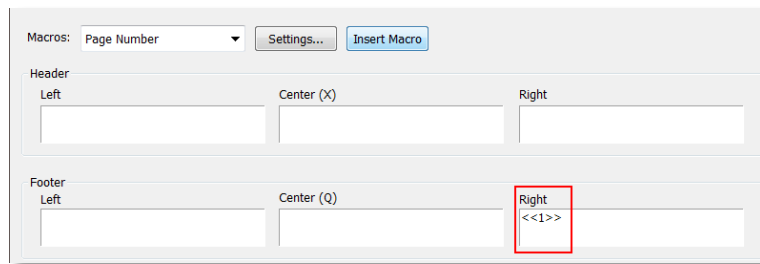 Macros: Page Number Settings... Insert Macro
Header
Left Center (X) Right
Footer
Left Center (Q) Right
<<1>>